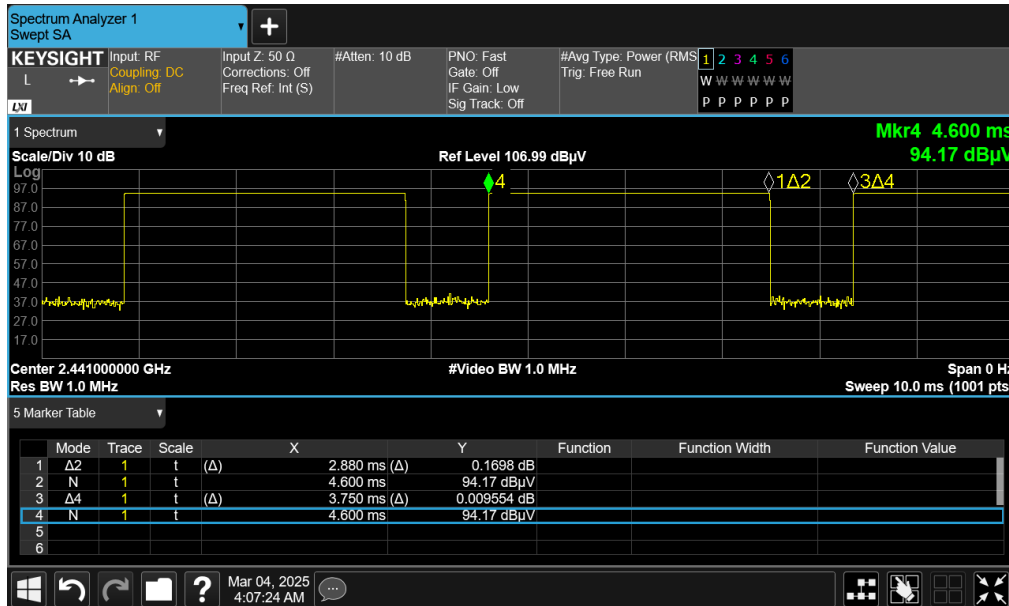 Spectrum Analyzer 1
Swept SA
KEYSIGHT
L
LXI
Input: RF
Coupling: DC
Align: Off
Input Z: 50 Ω
Corrections: Off
Freq Ref: Int (S)
#Atten: 10 dB
PNO: Fast
Gate: Off
IF Gain: Low
Sig Track: Off
#Avg Type: Power (RMS
Trig: Free Run
1 2 3 4 5 6
W W W W W W
P P P P P P
1 Spectrum
Mkr4 4.600 ms
Scale/Div 10 dB Ref Level 106.99 dBµV 94.17 dBµV
Log
4 1Δ2 3Δ4
97.0
87.0
77.0
67.0
57.0
47.0
37.0
27.0
17.0
Center 2.441000000 GHz #Video BW 1.0 MHz Span 0 Hz
Res BW 1.0 MHz Sweep 10.0 ms (1001 pts
5 Marker Table
Mode Trace Scale X Y Function Function Width Function Value
1 Δ2 1 t (Δ) 2.880 ms (Δ) 0.1698 dB
2 N 1 t 4.600 ms 94.17 dBµV
3 Δ4 1 t (Δ) 3.750 ms (Δ) 0.009554 dB
4 N 1 t 4.600 ms 94.17 dBµV
5
6
? Mar 04, 2025
4:07:24 AM